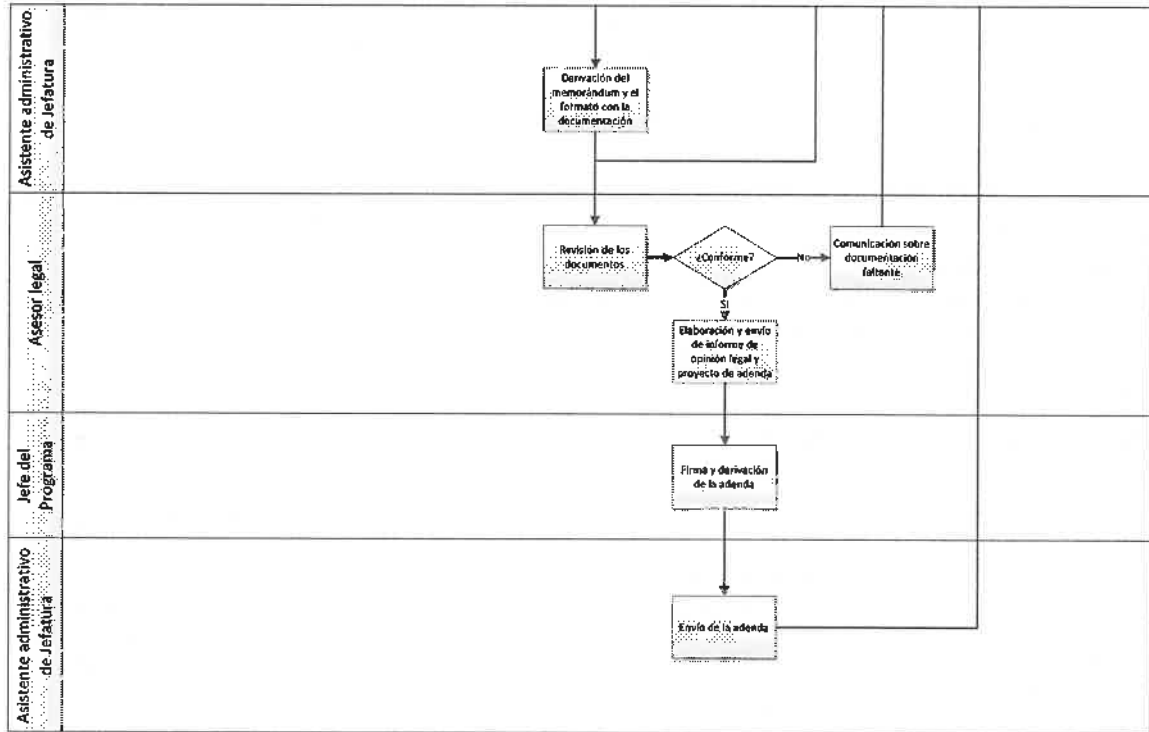 Asistente administrativo
de Jefatura
Derivación del
memorándum y el
formato con la
documentación
Asesor legal
Revisión de los
documentos
¿Conforme?
No
Comunicación sobre
documentación
faltante
Si
Elaboración y envío
de informe de
opinión legal y
proyecto de adenda
Jefe del
Programa
Firma y derivación
de la adenda
Asistente administrativo
de Jefatura
Envío de la adenda